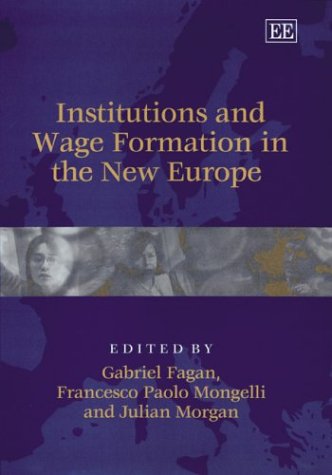 EE
Institutions and
Wage Formation in
the New Europe
EDITED BY
Gabriel Fagan,
Francesco Paolo Mongelli
and Julian Morgan